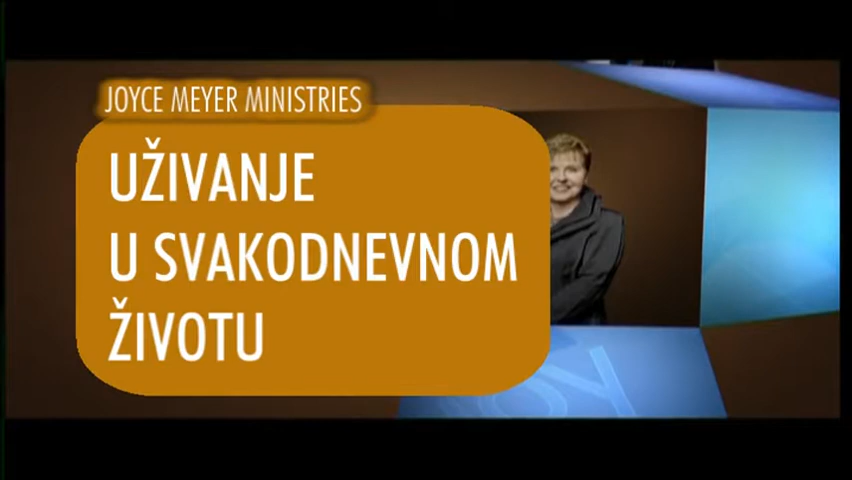 JOYCE MEYER MINISTRIES
UŽIVANJE
U SVAKODNEVNOM
ŽIVOTU